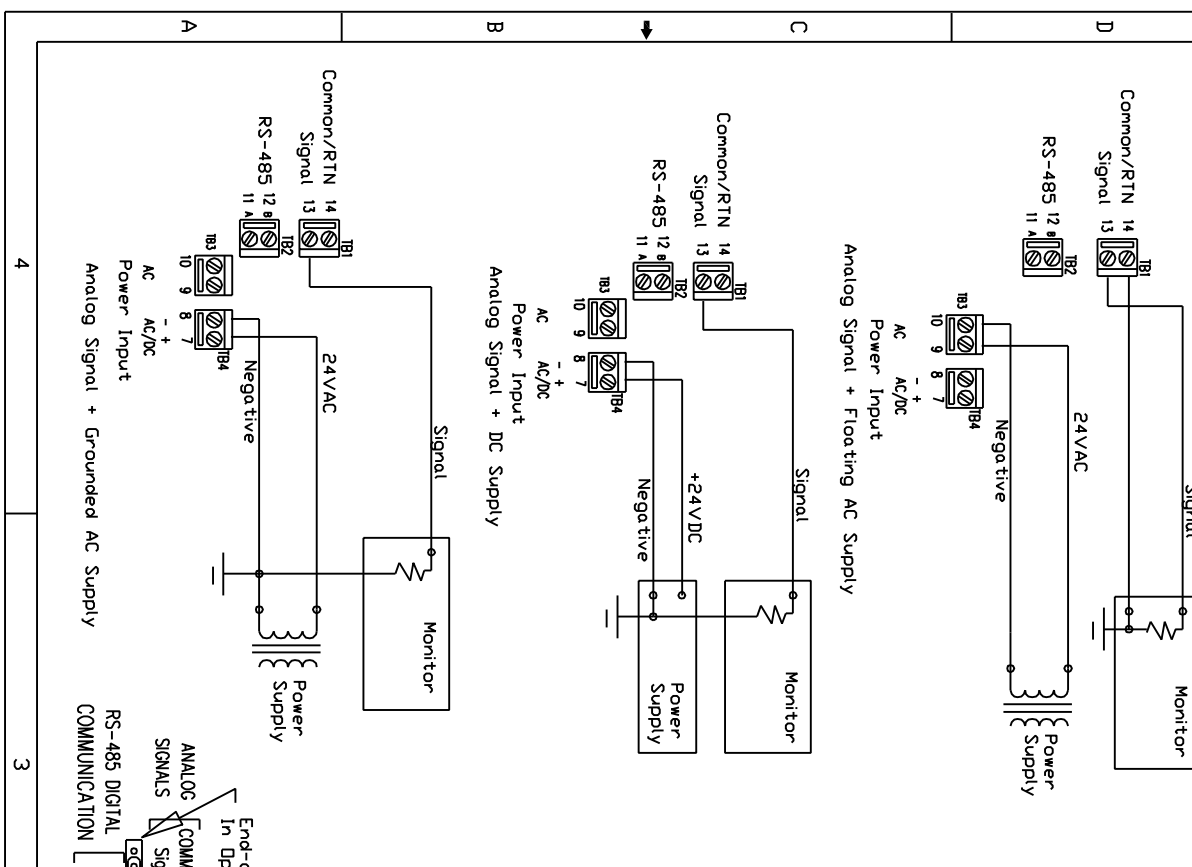 A
B
C
D
4
3
Common/RTN 14
Signal 13
TB1
RS-485 12 B
11 A
TB2
TB3
10
9
8
7
TB4
AC
AC/DC
- +
Power Input
Analog Signal + Floating AC Supply
24VAC
Negative
Signal
Monitor
Power
Supply
Common/RTN 14
Signal 13
TB1
RS-485 12 B
11 A
TB2
TB3
10
9
8
7
TB4
AC
AC/DC
- +
Power Input
Analog Signal + DC Supply
Signal
+24VDC
Negative
Monitor
Power
Supply
Common/RTN 14
Signal 13
TB1
RS-485 12 B
11 A
TB2
TB3
10
9
8
7
TB4
AC
AC/DC
- +
Power Input
Analog Signal + Grounded AC Supply
Signal
24VAC
Negative
Monitor
Power
Supply
ANALOG
SIGNALS
RS-485 DIGITAL
COMMUNICATION
In